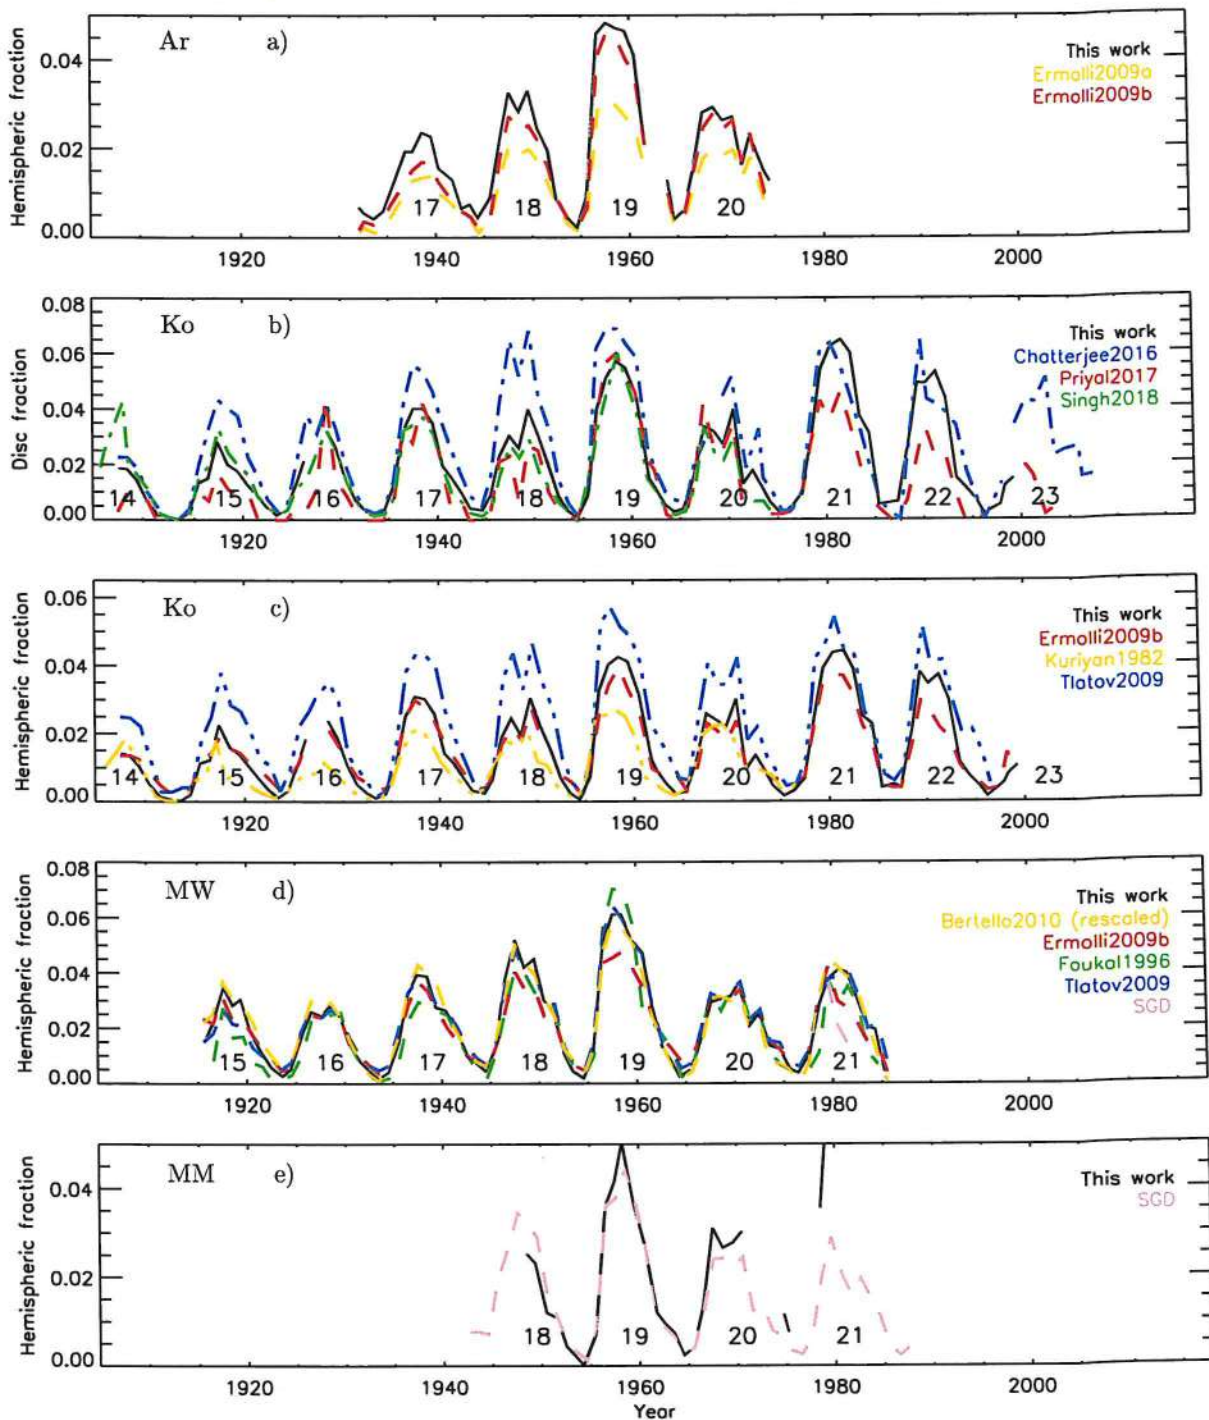 Ar a)
This work
Ermolli2009a
Ermolli2009b
Hemispheric fraction
0.04
0.02
0.00
17 18 19 20
1920 1940 1960 1980 2000
Ko b)
This work
Chatterjee2016
Priyal2017
Singh2018
Disc fraction
0.08
0.06
0.04
0.02
0.00
14 15 16 17 18 19 20 21 22 23
1920 1940 1960 1980 2000
Ko c)
This work
Ermolli2009b
Kuriyan1982
Tlatov2009
Hemispheric fraction
0.06
0.04
0.02
0.00
14 15 16 17 18 19 20 21 22 23
1920 1940 1960 1980 2000
MW d)
This work
Bertello2010 (rescaled)
Ermolli2009b
Foukal1996
Tlatov2009
SGD
Hemispheric fraction
0.08
0.06
0.04
0.02
0.00
15 16 17 18 19 20 21
1920 1940 1960 1980 2000
MM e)
This work
SGD
Hemispheric fraction
0.04
0.02
0.00
18 19 20 21
1920 1940 1960 1980 2000
Year